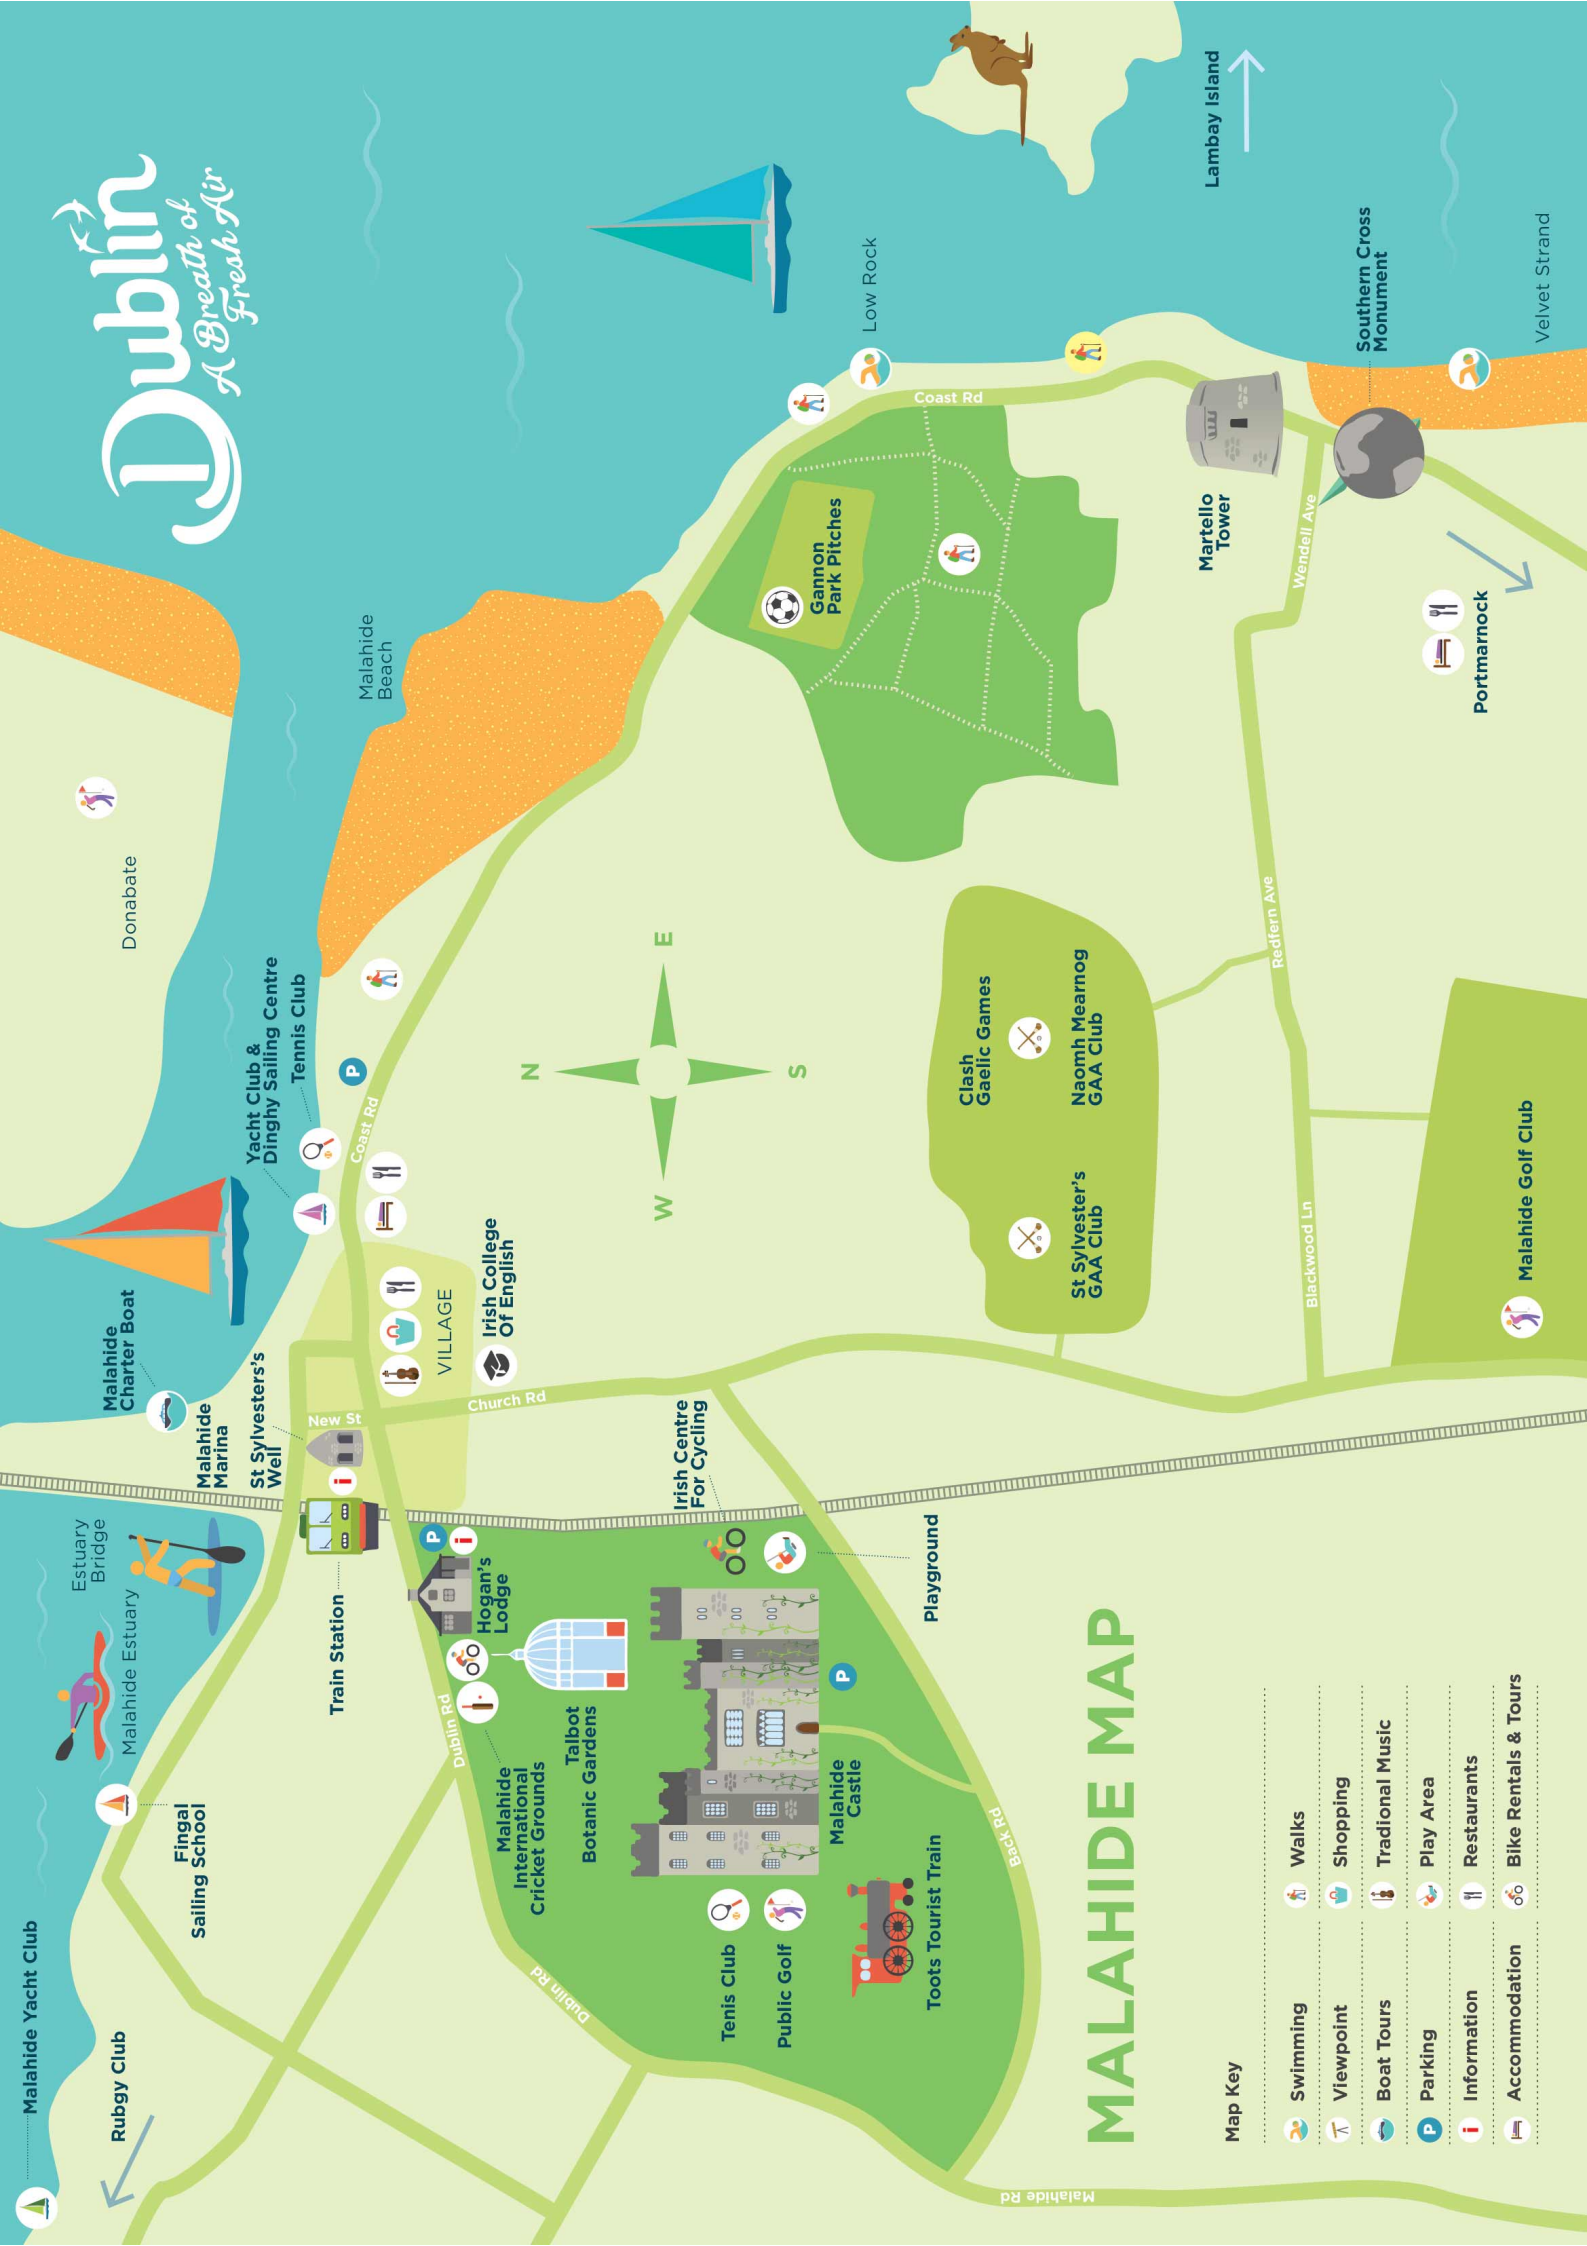 Malahide Yacht Club
Rubgy Club
Fingal
Sailing School
Malahide Estuary
Estuary
Bridge
Malahide
Charter Boat
Malahide
Marina
St Sylvesters's
Well
Train Station
Donabate
Yacht Club &
Dinghy Sailing Centre
Tennis Club
Malahide
Beach
Dublin
A Breath of
Fresh Air
P
Coast Rd
New St
i
VILLAGE
Irish College
Of English
Church Rd
P
i
Hogan's
Lodge
Dublin Rd
Malahide
International
Cricket Grounds
Talbot
Botanic Gardens
Dublin Rd
N
W
E
S
Irish Centre
For Cycling
Playground
P
Malahide
Castle
Tenis Club
Public Golf
Toots Tourist Train
Back Rd
Malahide Rd
Gannon
Park Pitches
Low Rock
Coast Rd
Clash
Gaelic Games
Naomh Mearnog
GAA Club
St Sylvester's
GAA Club
Lambay Island
Martello
Tower
Southern Cross
Monument
Velvet Strand
Wendell Ave
Redfern Ave
Blackwood Ln
Portmarnock
Malahide Golf Club
MALAHIDE MAP
Map Key
Swimming
Walks
Viewpoint
Shopping
Boat Tours
Tradional Music
P
Parking
Play Area
i
Information
Restaurants
Accommodation
Bike Rentals & Tours